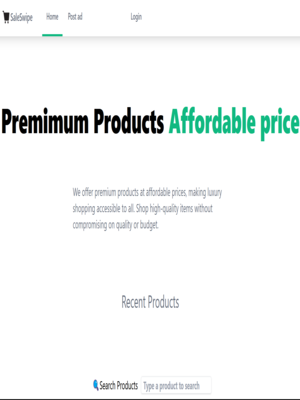 SaleSwipe Home Post ad Login
Premimum Products Affordable price
We offer premium products at affordable prices, making luxury
shopping accessible to all. Shop high-quality items without
compromising on quality or budget.
Recent Products
Search Products Type a product to search